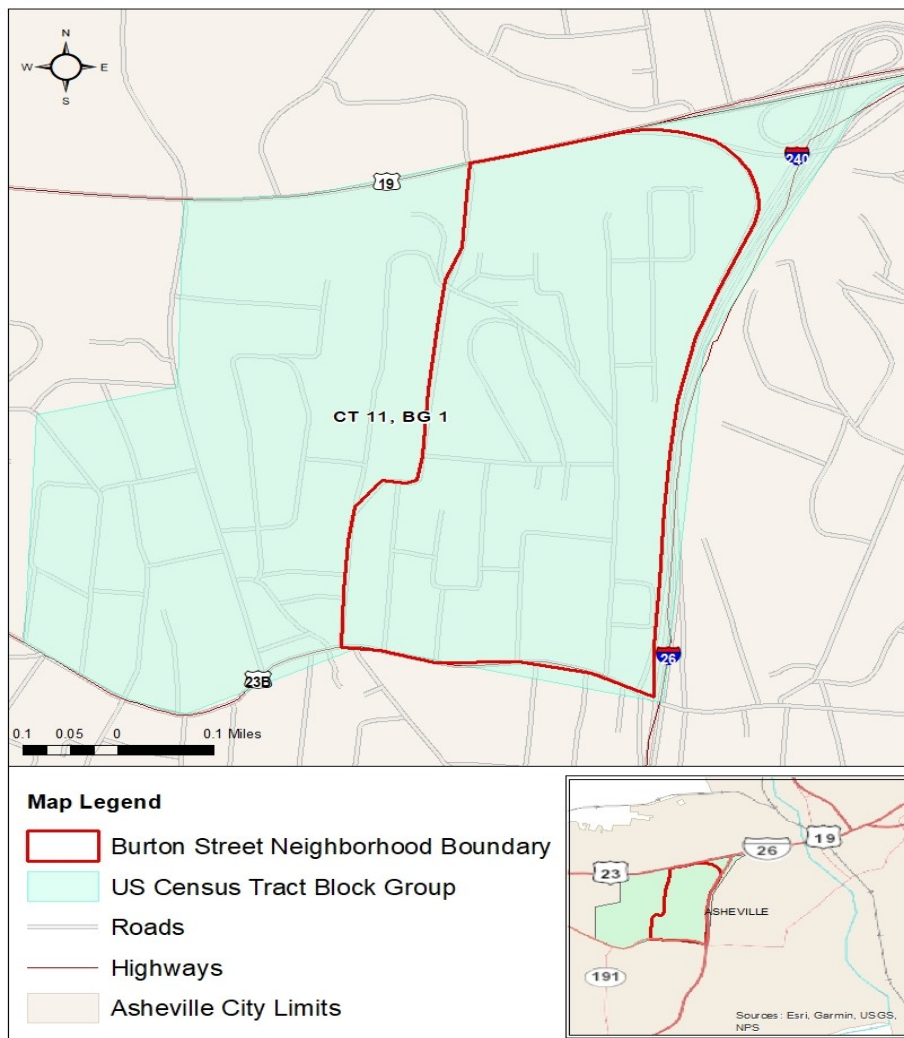 N
W E
S
240
19
CT 11, BG 1
26
23B
0.1 0.05 0 0.1 Miles
Map Legend
Burton Street Neighborhood Boundary
US Census Tract Block Group
Roads
Highways
Asheville City Limits
19
26
23
ASHEVILLE
191
Sources: Esri, Garmin, USGS,
NPS